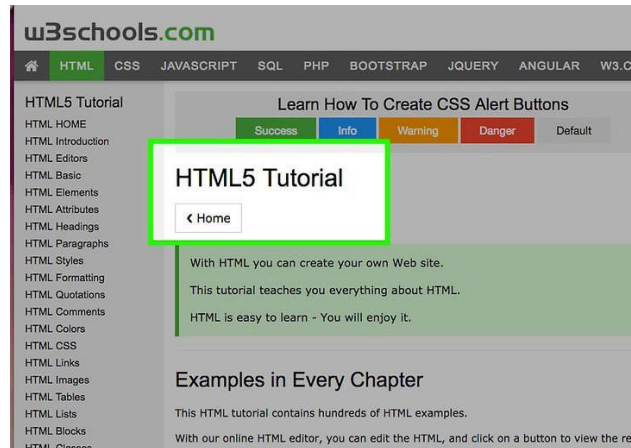 w3schools.com
HTML CSS JAVASCRIPT SQL PHP BOOTSTRAP JQUERY ANGULAR W3.C
HTML5 Tutorial
HTML HOME
HTML Introduction
HTML Editors
HTML Basic
HTML Elements
HTML Attributes
HTML Headings
HTML Paragraphs
HTML Styles
HTML Formatting
HTML Quotations
HTML Comments
HTML Colors
HTML CSS
HTML Links
HTML Images
HTML Tables
HTML Lists
HTML Blocks
HTML Classes
Learn How To Create CSS Alert Buttons
Success Info Warning Danger Default
HTML5 Tutorial
❮ Home
With HTML you can create your own Web site.
This tutorial teaches you everything about HTML.
HTML is easy to learn - You will enjoy it.
Examples in Every Chapter
This HTML tutorial contains hundreds of HTML examples.
With our online HTML editor, you can edit the HTML, and click on a button to view the re